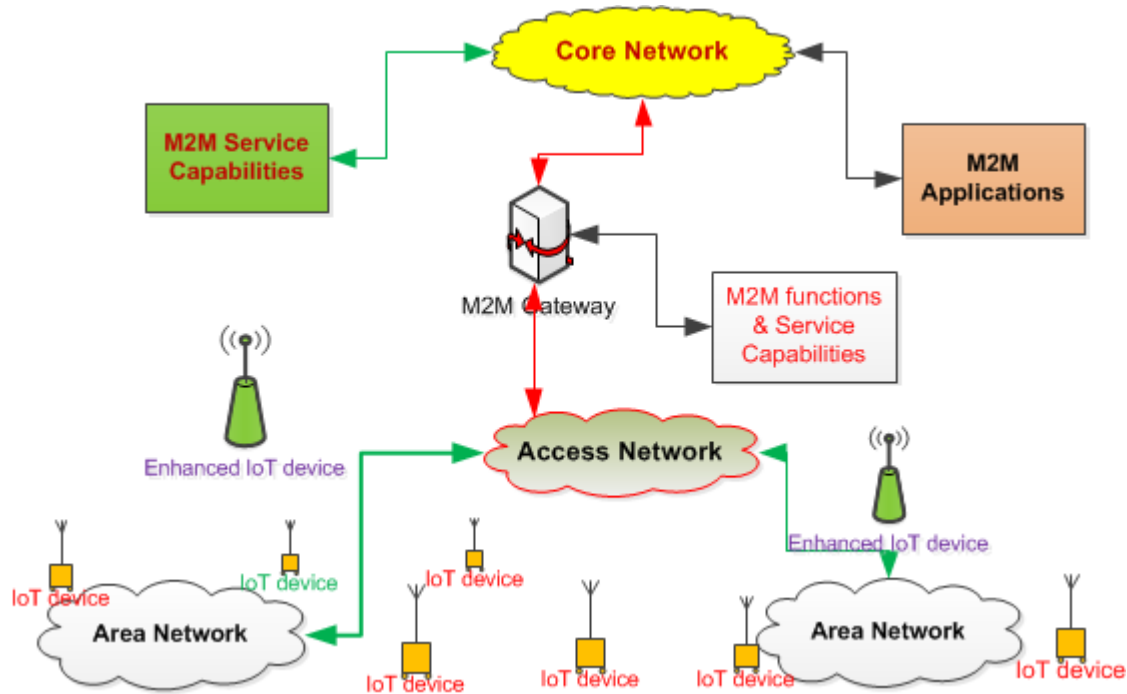 Core Network
M2M Service
Capabilities
M2M
Applications
M2M Gateway
M2M functions
& Service
Capabilities
Access Network
Enhanced IoT device
Enhanced IoT device
IoT device
IoT device
IoT device
Area Network
Area Network
IoT device
IoT device
IoT device
IoT device